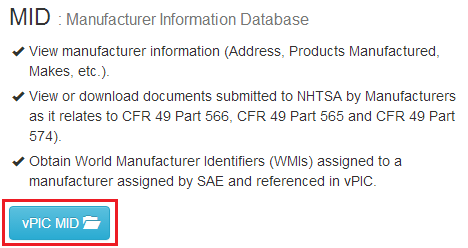 MID : Manufacturer Information Database
View manufacturer information (Address, Products Manufactured,
Makes, etc.).
View or download documents submitted to NHTSA by Manufacturers
as it relates to CFR 49 Part 566, CFR 49 Part 565 and CFR 49 Part
574).
Obtain World Manufacturer Identifiers (WMIs) assigned to a
manufacturer assigned by SAE and referenced in vPIC.
vPIC MID